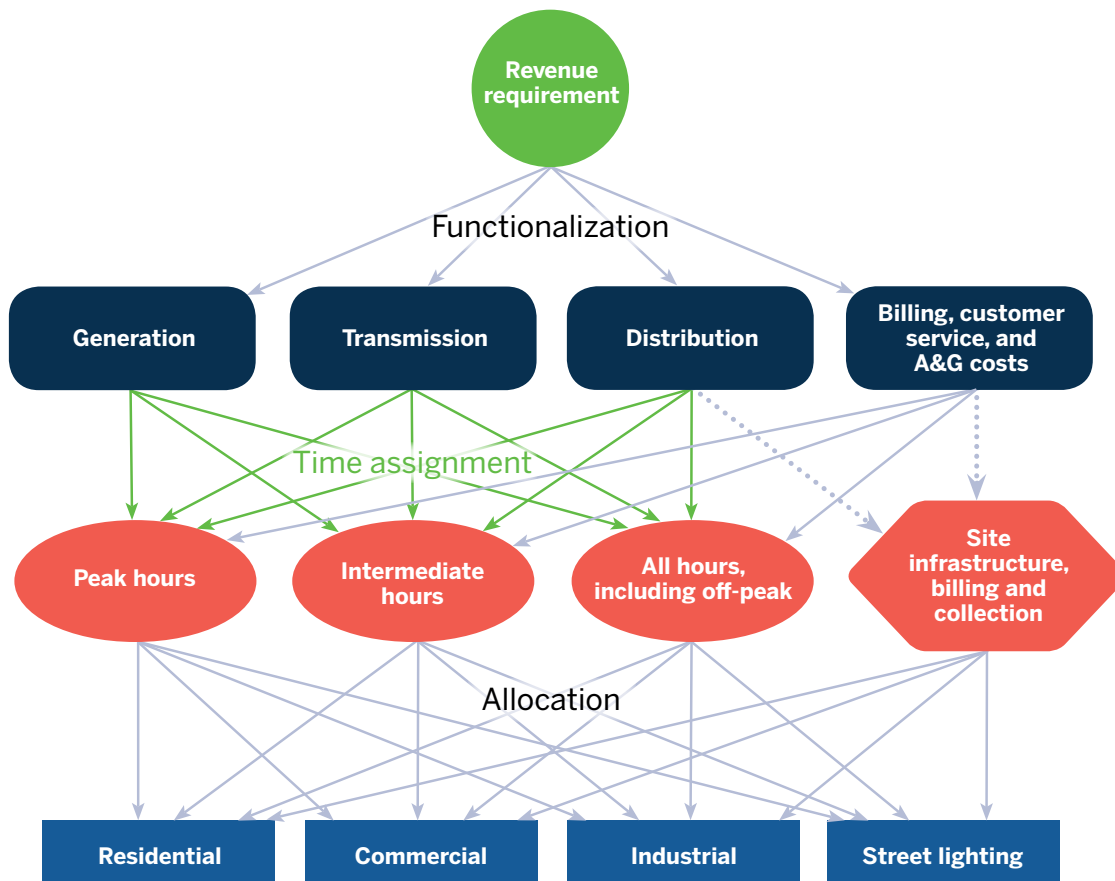 Revenue
requirement
Functionalization
Generation
Transmission
Distribution
Billing, customer
service, and
A&G costs
Time assignment
Peak hours
Intermediate
hours
All hours,
including off-peak
Site
infrastructure,
billing and
collection
Allocation
Residential
Commercial
Industrial
Street lighting